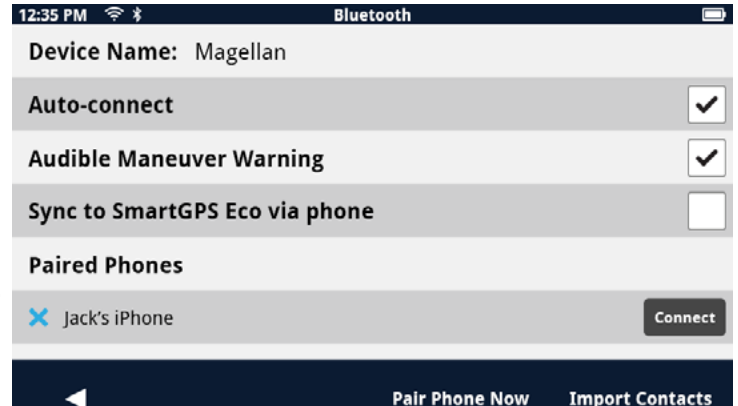 12:35 PM Bluetooth
Device Name: Magellan
Auto-connect
Audible Maneuver Warning
Sync to SmartGPS Eco via phone
Paired Phones
Jack's iPhone Connect
Pair Phone Now Import Contacts